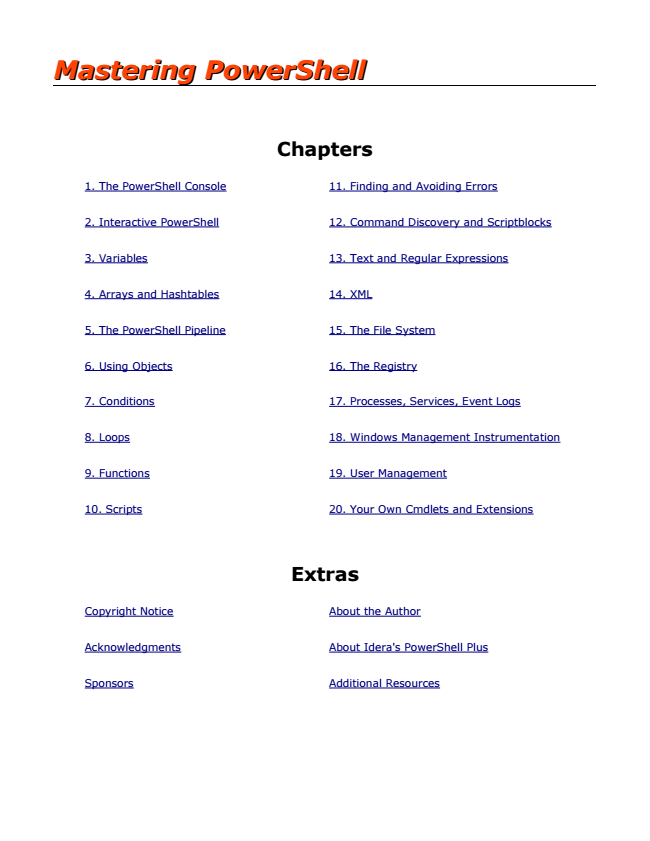 Mastering PowerShell
Chapters
1. The PowerShell Console
2. Interactive PowerShell
3. Variables
4. Arrays and Hashtables
5. The PowerShell Pipeline
6. Using Objects
7. Conditions
8. Loops
9. Functions
10. Scripts
11. Finding and Avoiding Errors
12. Command Discovery and Scriptblocks
13. Text and Regular Expressions
14. XML
15. The File System
16. The Registry
17. Processes, Services, Event Logs
18. Windows Management Instrumentation
19. User Management
20. Your Own Cmdlets and Extensions
Extras
Copyright Notice
Acknowledgments
Sponsors
About the Author
About Idera's PowerShell Plus
Additional Resources